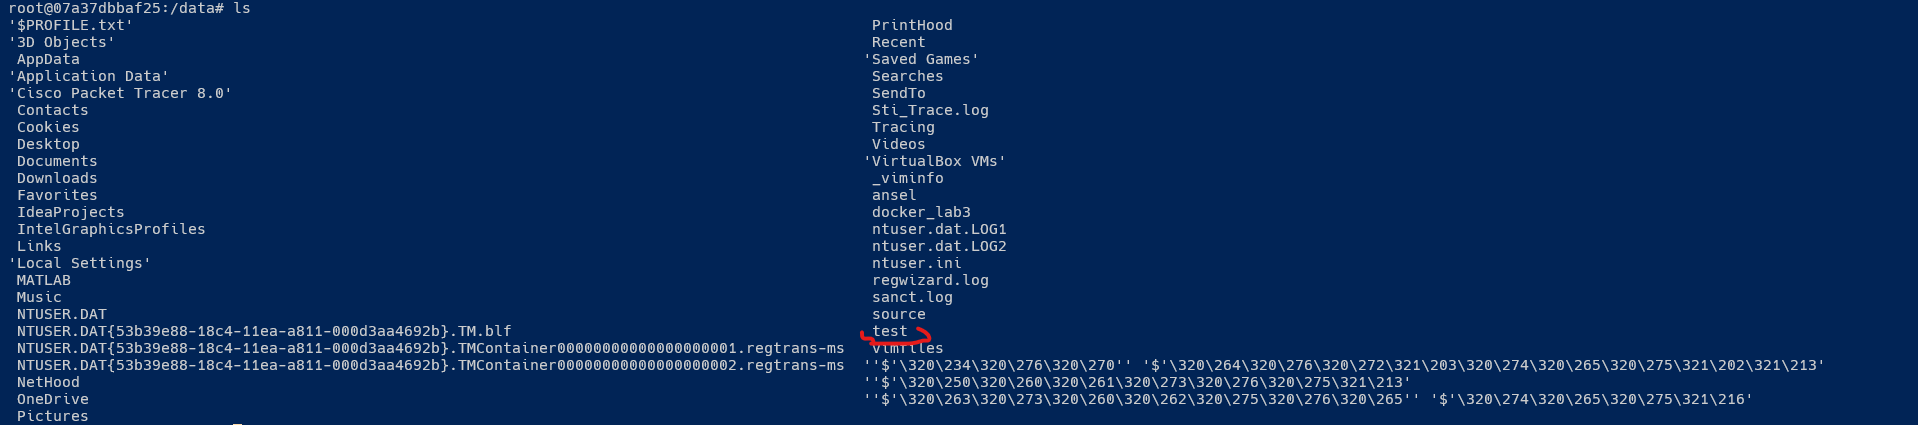 root@07a37dbbaf25:/data# ls
'$PROFILE.txt'
'3D Objects'
AppData
'Application Data'
'Cisco Packet Tracer 8.0'
Contacts
Cookies
Desktop
Documents
Downloads
Favorites
IdeaProjects
IntelGraphicsProfiles
Links
'Local Settings'
MATLAB
Music
NTUSER.DAT
NTUSER.DAT{53b39e88-18c4-11ea-a811-000d3aa4692b}.TM.blf
NTUSER.DAT{53b39e88-18c4-11ea-a811-000d3aa4692b}.TMContainer00000000000000000001.regtrans-ms
NTUSER.DAT{53b39e88-18c4-11ea-a811-000d3aa4692b}.TMContainer00000000000000000002.regtrans-ms
NetHood
OneDrive
Pictures
PrintHood
Recent
'Saved Games'
Searches
SendTo
Sti_Trace.log
Tracing
Videos
'VirtualBox VMs'
_viminfo
ansel
docker_lab3
ntuser.dat.LOG1
ntuser.dat.LOG2
ntuser.ini
regwizard.log
sanct.log
source
test
vimfiles
''$'\320\234\320\276\320\270'' '$'\320\264\320\276\320\272\321\203\320\274\320\265\320\275\321\202\321\213'
''$'\320\250\320\260\320\261\320\273\320\276\320\275\321\213'
''$'\320\263\320\273\320\260\320\262\320\275\320\276\320\265'' '$'\320\274\320\265\320\275\321\216'